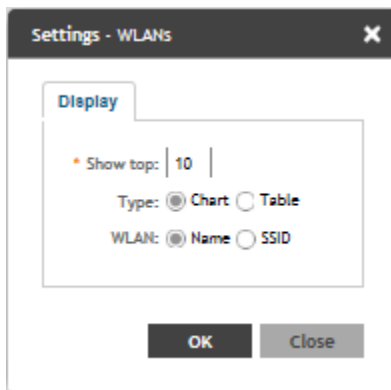 Settings - WLANs
Display
* Show top: 10
Type: Chart Table
WLAN: Name SSID
OK Close